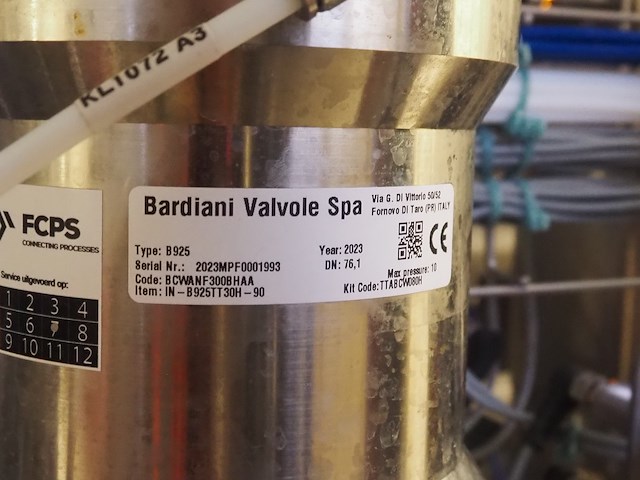 KL1072 A3
FCPS
CONNECTING PROCESSES
Service uitgevoerd op:
1 2 3 4
5 6 8
9 10 11 12
Bardiani Valvole Spa
Via G. Di Vittorio 50/52
Fornovo Di Taro (PR) ITALY
Type: B925
Year: 2023
Serial Nr.: 2023MPF0001993
DN: 76,1
CE
Code: BCWANF300BHAA
Max pressure: 10
Item: IN-B925TT30H-90
Kit Code: TTABCW080H